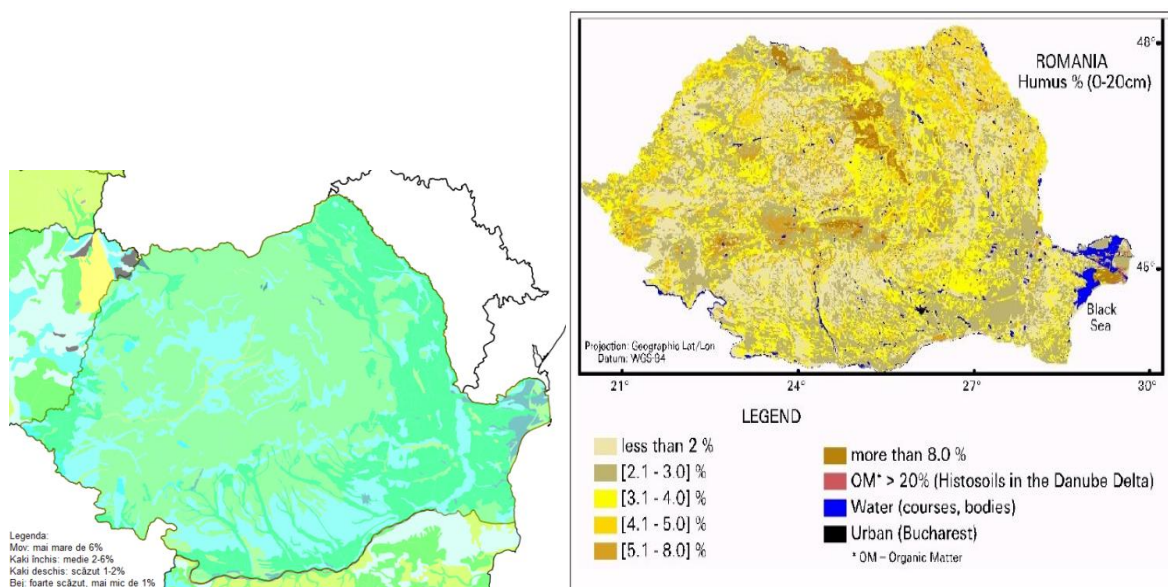 Legenda:
Mov: mai mare de 6%
Kaki închis: medie 2-6%
Kaki deschis: scăzut 1-2%
Bej: foarte scăzut, mai mic de 1%
48°
ROMANIA
Humus % (0-20cm)
45°
Black
Sea
Projection: Geographic Lat/Lon
Datum: WGS-84
21° 24° 27° 30°
LEGEND
less than 2 %
[2.1 - 3.0] %
[3.1 - 4.0] %
[4.1 - 5.0] %
[5.1 - 8.0] %
more than 8.0 %
OM* > 20% (Histosoils in the Danube Delta)
Water (courses, bodies)
Urban (Bucharest)
* OM – Organic Matter